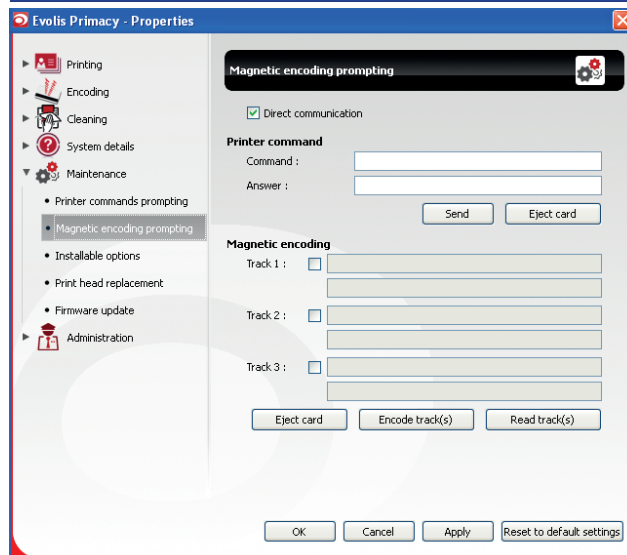 Evolis Primacy - Properties
Printing
Encoding
Cleaning
System details
Maintenance
Printer commands prompting
Magnetic encoding prompting
Installable options
Print head replacement
Firmware update
Administration
Magnetic encoding prompting
Direct communication
Printer command
Command :
Answer :
Send Eject card
Magnetic encoding
Track 1 :
Track 2 :
Track 3 :
Eject card Encode track(s) Read track(s)
OK Cancel Apply Reset to default settings